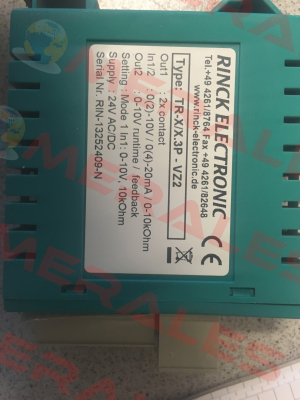 RINCK ELECTRONIC
Tel.+49 4261/8764 Fax +49 4261/82648
www.rinck-electronic.de
CE
Type: TR-X/X.3P - V22
Out1 : 2x contact
In1/2 : 0(2)-10V / 0(4)-20mA / 0-10kOhm
Out2 : 0-10V runtime / feedback
Setting : Mode 1 In1: 0-10V, 10kOhm
Supply : 24V AC/DC
Serial Nr. RIN-13252409-N